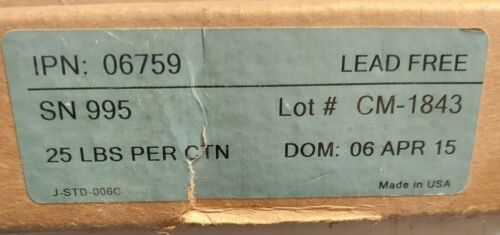 IPN: 06759 LEAD FREE
SN 995 Lot # CM-1843
25 LBS PER CTN DOM: 06 APR 15
J-STD-006C Made in USA